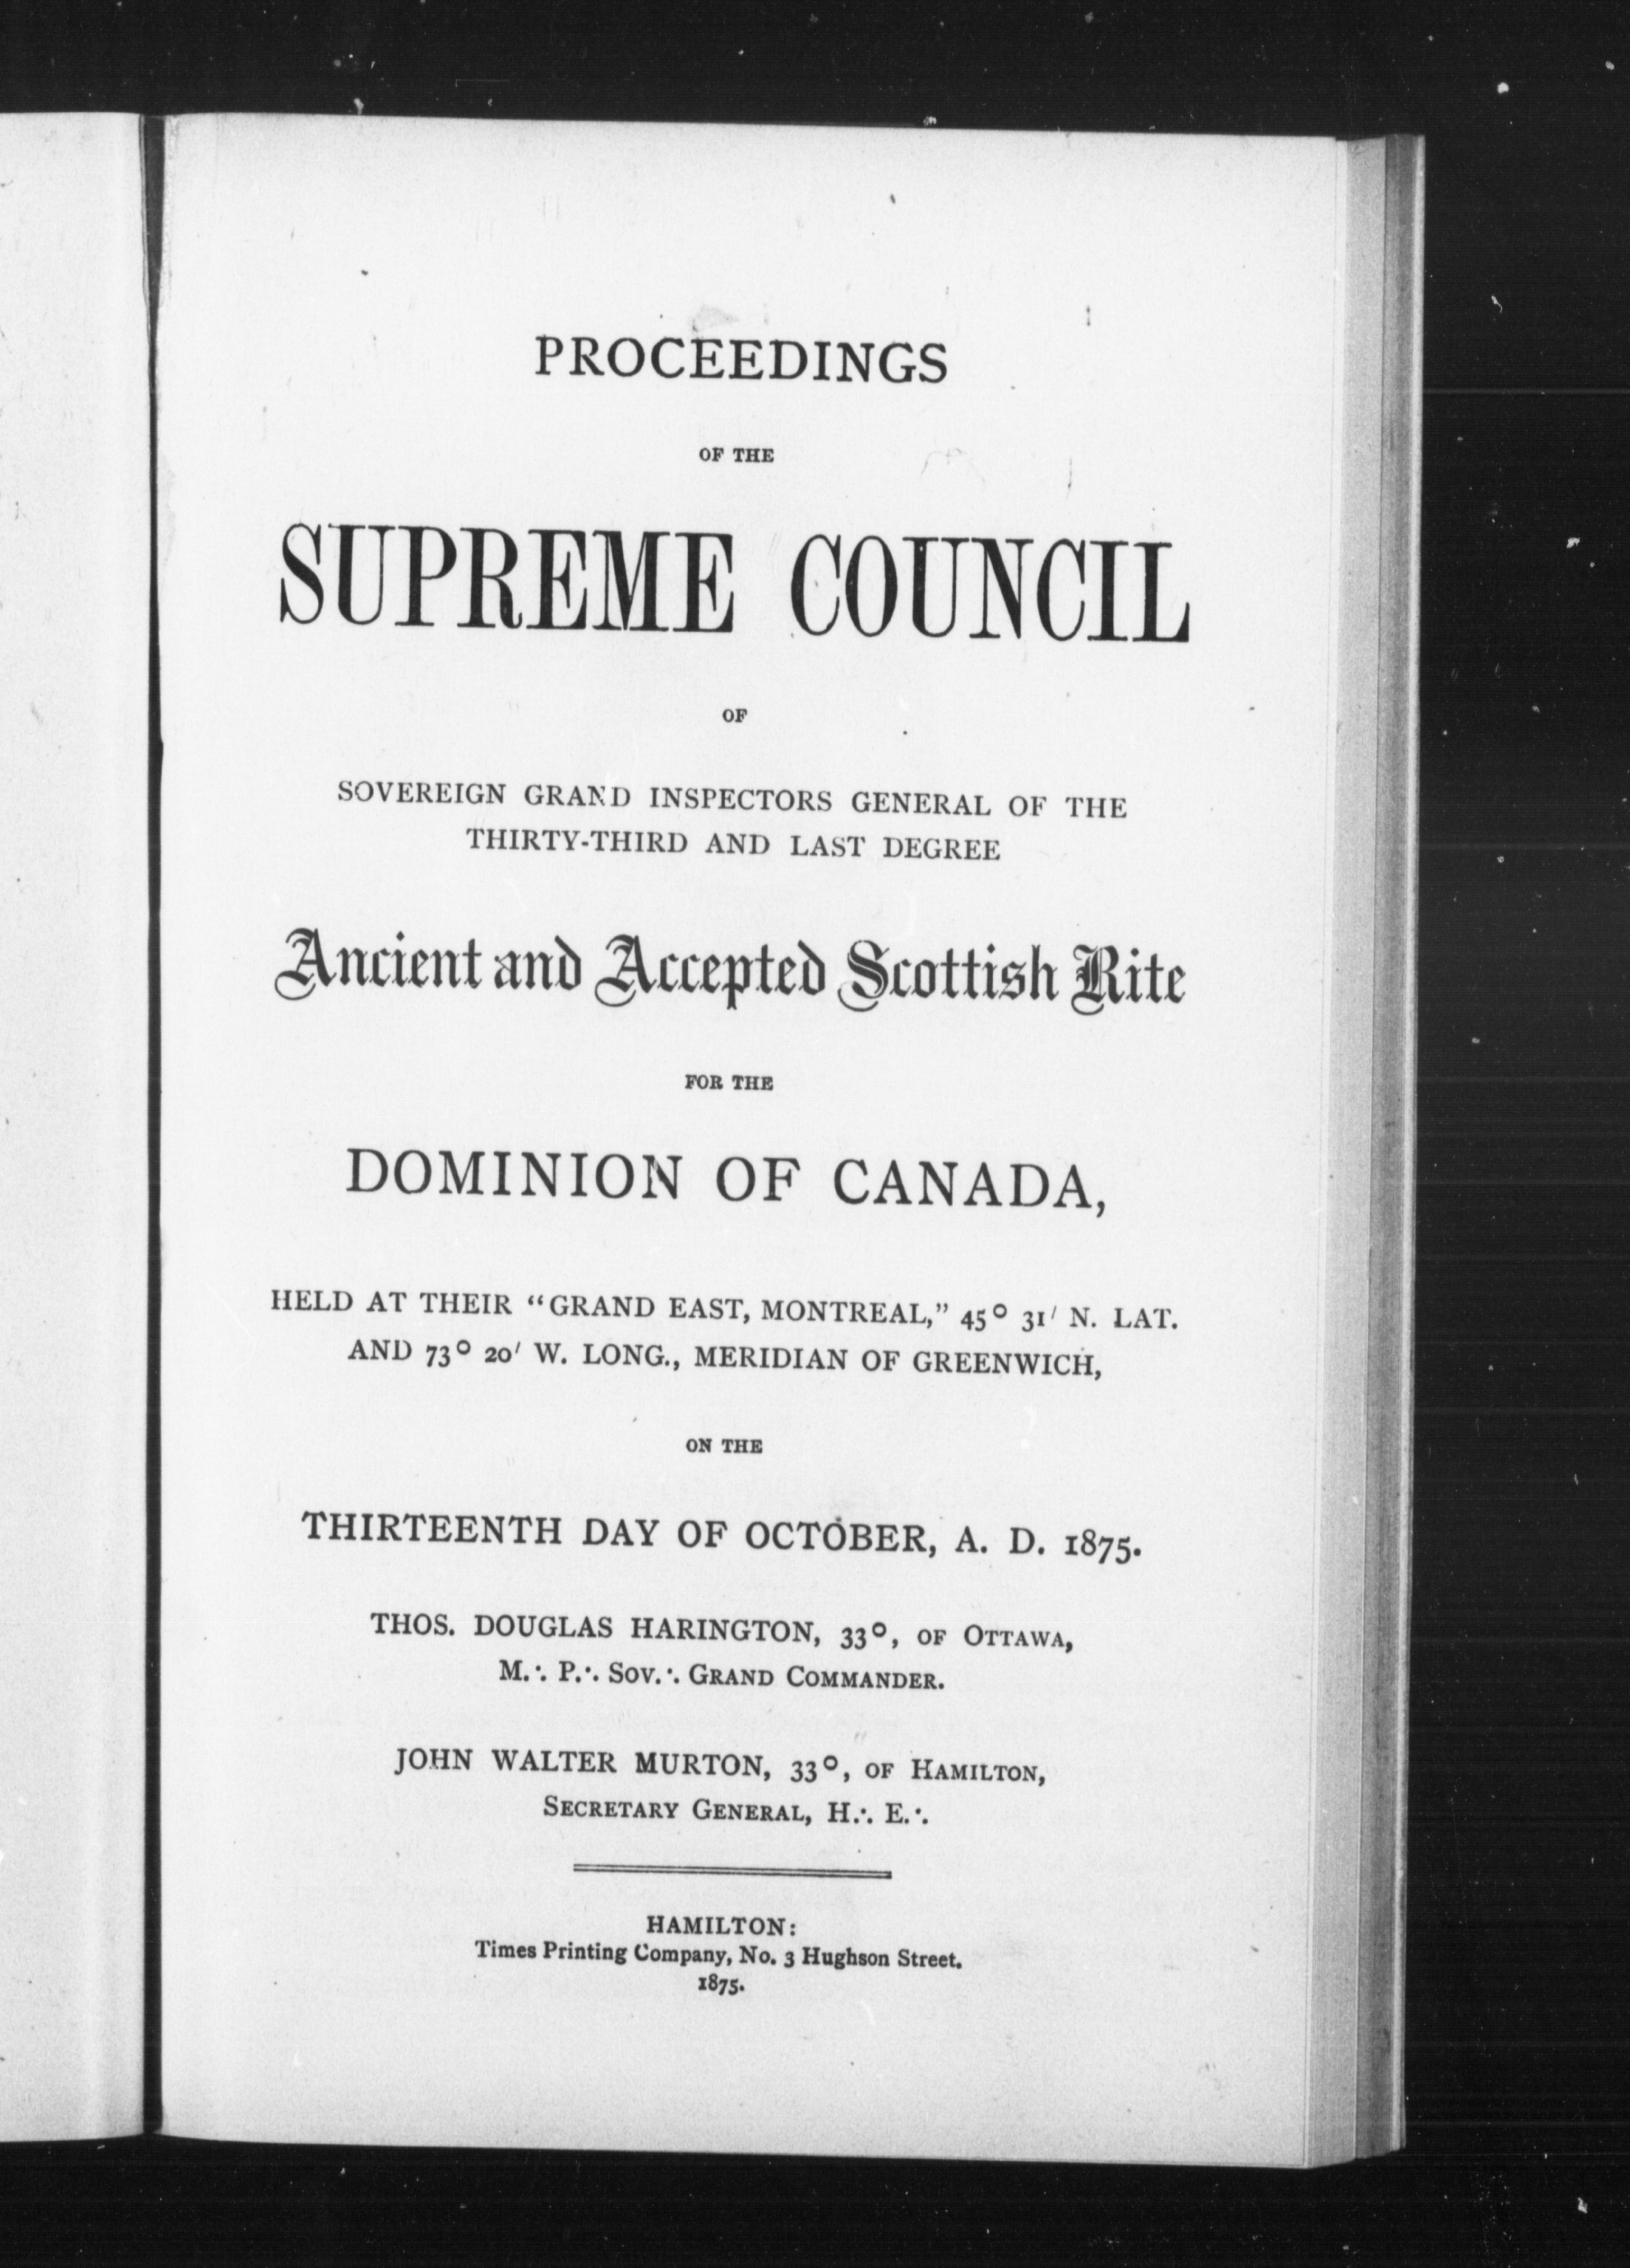 PROCEEDINGS
OF THE
SUPREME COUNCIL
OF
SOVEREIGN GRAND INSPECTORS GENERAL OF THE
THIRTY-THIRD AND LAST DEGREE
Ancient and Accepted Scottish Rite
FOR THE
DOMINION OF CANADA,
HELD AT THEIR "GRAND EAST, MONTREAL," 45° 31′ N. LAT.
AND 73° 20′ W. LONG., MERIDIAN OF GREENWICH,
ON THE
THIRTEENTH DAY OF OCTOBER, A. D. 1875.
THOS. DOUGLAS HARINGTON, 33°, OF OTTAWA,
M.∴ P.∴ SOV.∴ GRAND COMMANDER.
JOHN WALTER MURTON, 33°, OF HAMILTON,
SECRETARY GENERAL, H.∴ E.∴
HAMILTON:
Times Printing Company, No. 3 Hughson Street.
1875.